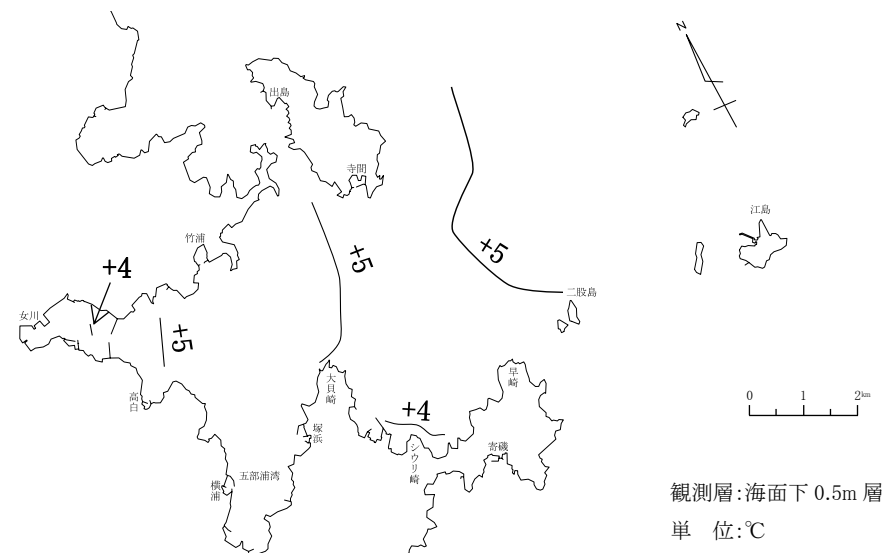 N
出島
寺間
江島
竹浦
+5
+5
+4
二股島
女川
+5
早崎
大貝崎
0 1 2km
高白
+4
塚浜
シウリ崎
寄磯
五部浦湾
横浦
観測層:海面下 0.5m 層
単 位:℃